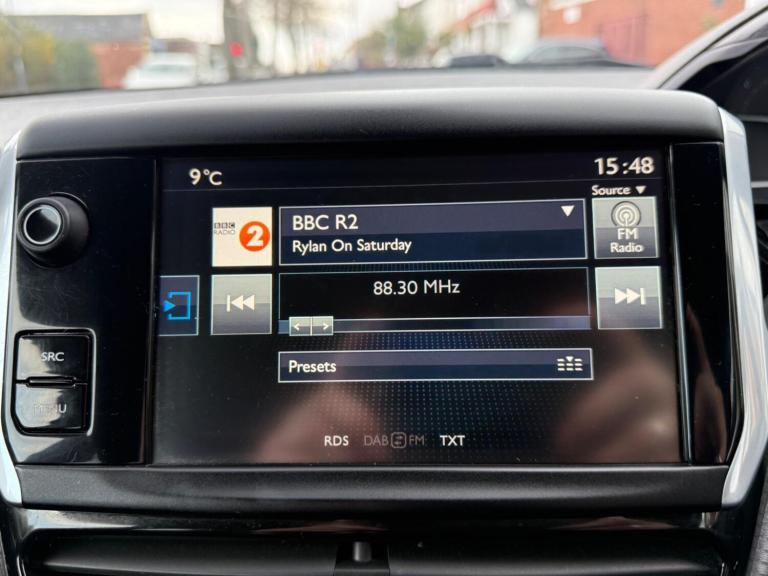 9°C
15:48
Source ▼
BBC
RADIO
2
BBC R2
Rylan On Saturday
FM
Radio
88.30 MHz
< >
Presets
SRC
MENU
RDS DAB FM TXT